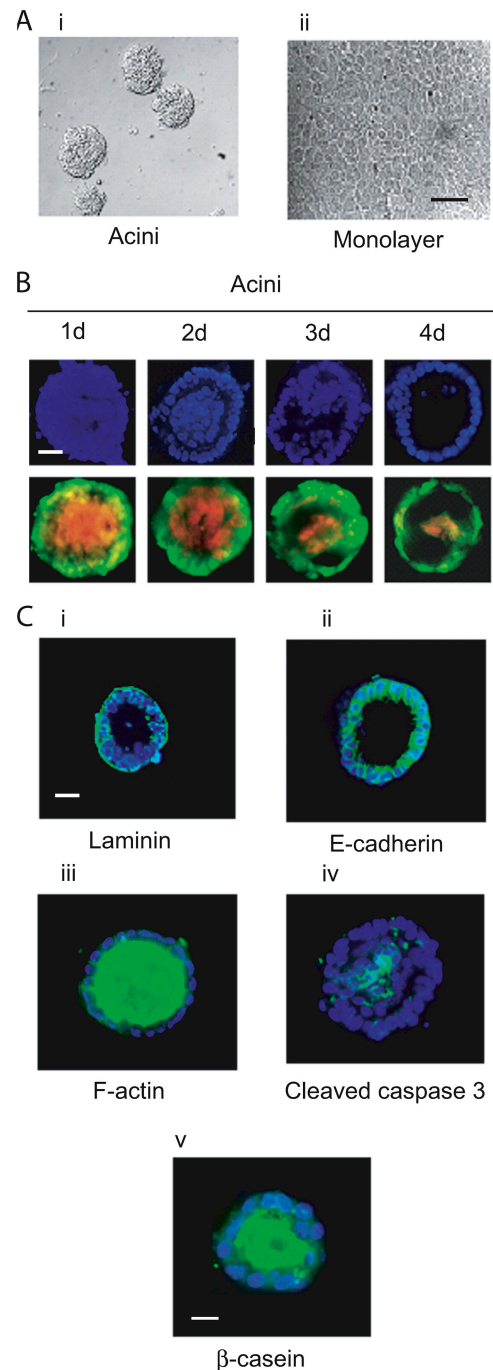 A i ii
Acini Monolayer
B Acini
1d 2d 3d 4d
C i ii
Laminin E-cadherin
iii iv
F-actin Cleaved caspase 3
v
β-casein